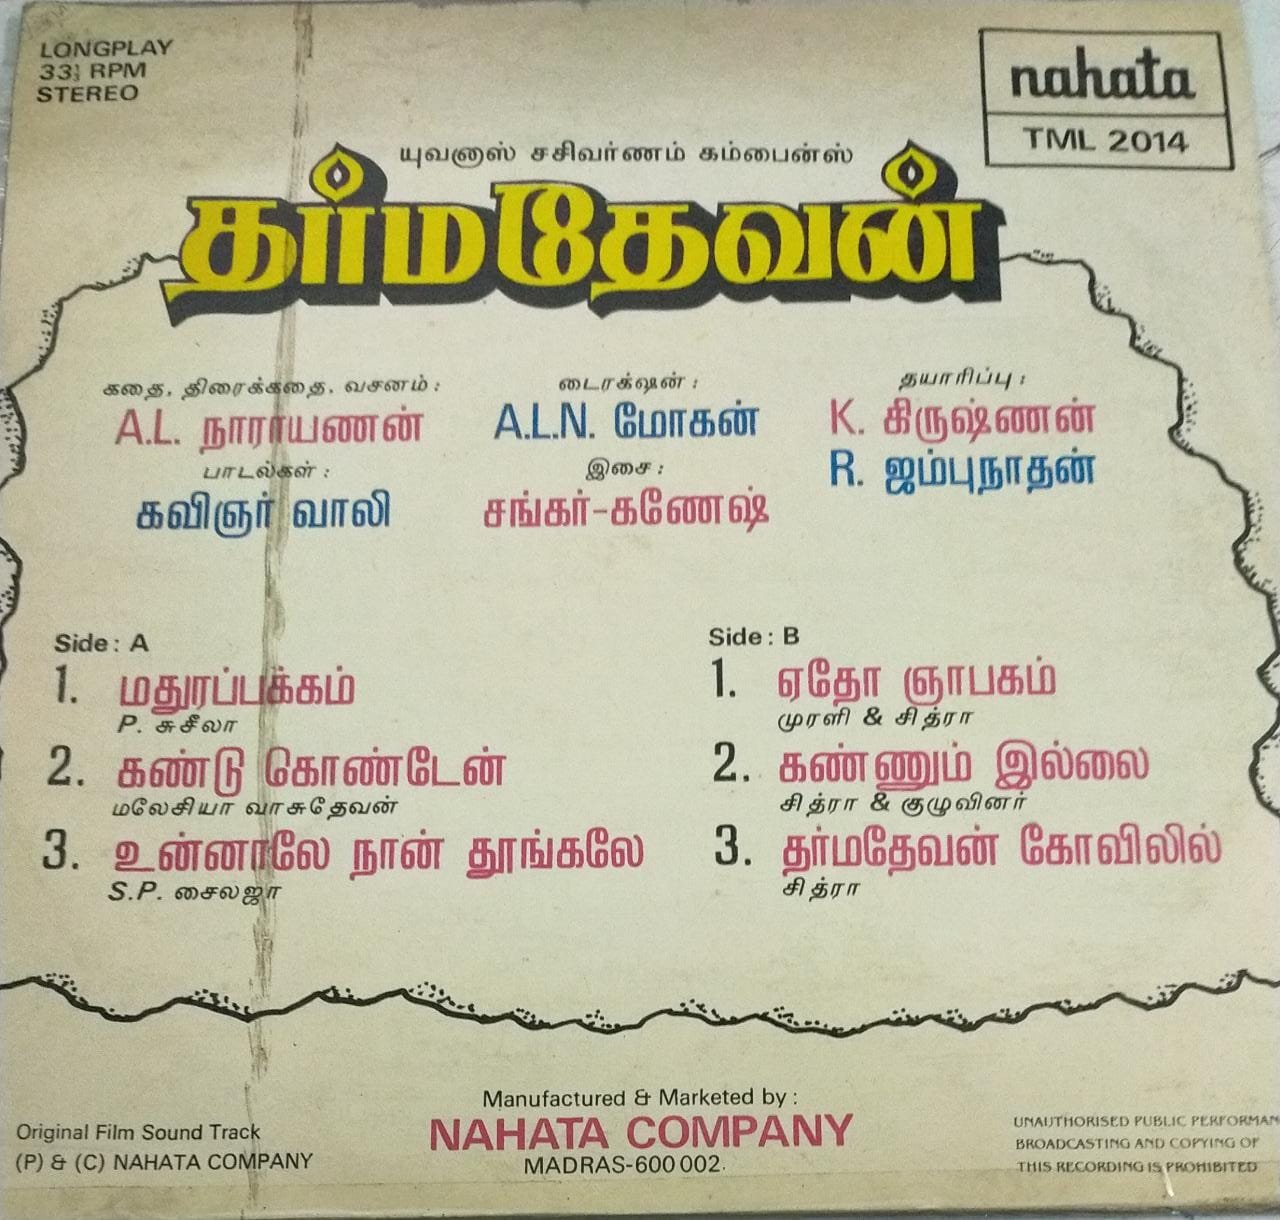 LONGPLAY
33⅓ RPM
STEREO
nahata
TML 2014
யுவனுஸ் சசிவர்ணம் கம்பைன்ஸ்
தர்மதேவன்
கதை, திரைக்கதை, வசனம் :
A.L. நாராயணன்
பாடல்கள் :
கவிஞர் வாலி
டைரக்ஷன் :
A.L.N. மோகன்
இசை :
சங்கர்-கணேஷ்
தயாரிப்பு :
K. கிருஷ்ணன்
R. ஜம்புநாதன்
Side : A
1. மதுரப்பக்கம்
P. சுசீலா
2. கண்டு கொண்டேன்
மலேசியா வாசுதேவன்
3. உன்னாலே நான் தூங்கலே
S.P. சைலஜா
Side : B
1. ஏதோ ஞாபகம்
முரளி & சித்ரா
2. கண்ணும் இல்லை
சித்ரா & குழுவினர்
3. தர்மதேவன் கோவிலில்
சித்ரா
Original Film Sound Track
(P) & (C) NAHATA COMPANY
Manufactured & Marketed by :
NAHATA COMPANY
MADRAS-600 002.
UNAUTHORISED PUBLIC PERFORMAN
BROADCASTING AND COPYING OF
THIS RECORDING IS PROHIBITED